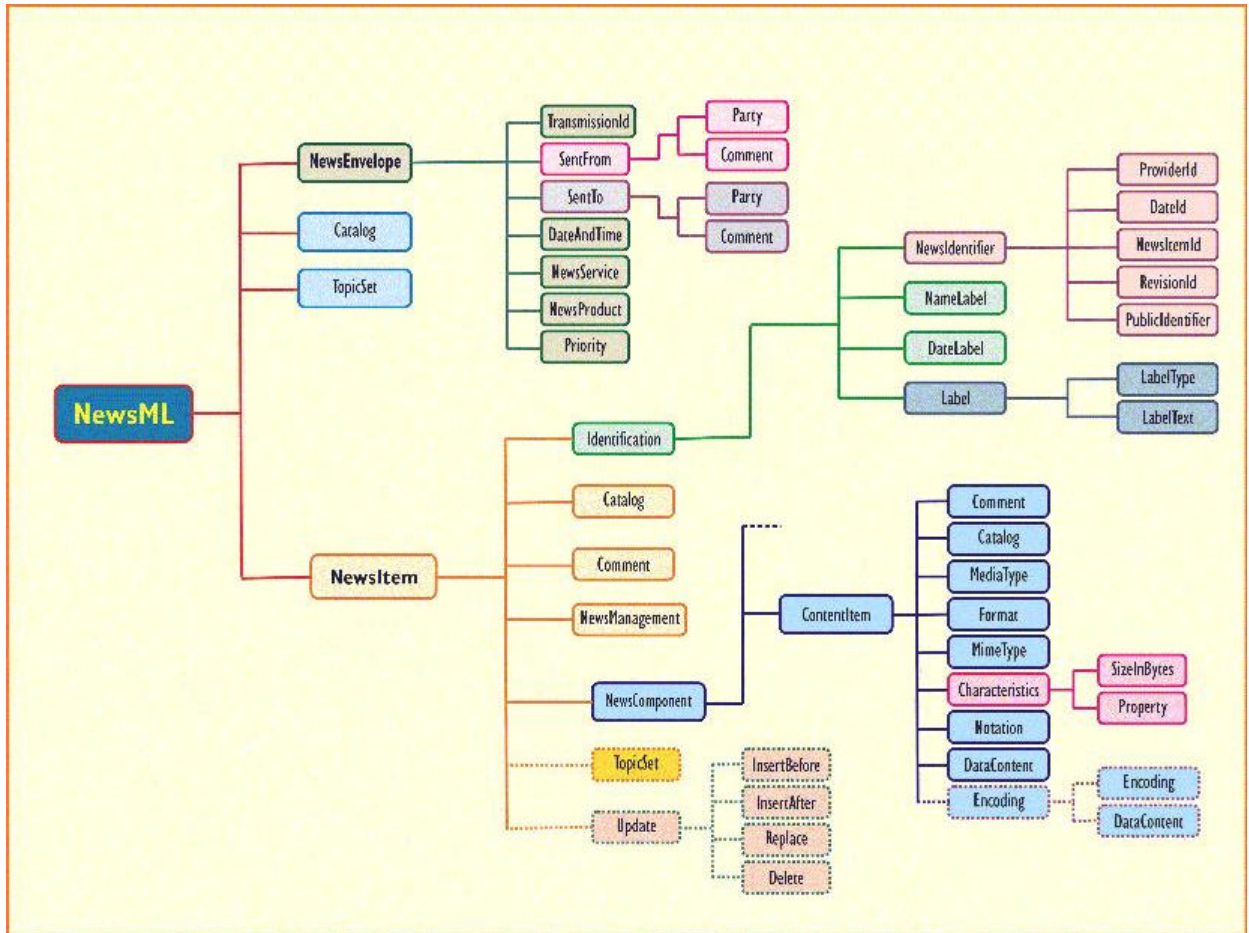 NewsML
NewsEnvelope
Catalog
TopicSet
NewsItem
TransmissionId
SentFrom
SentTo
DateAndTime
NewsService
NewsProduct
Priority
Party
Comment
Party
Comment
Identification
Catalog
Comment
NewsManagement
NewsComponent
TopicSet
Update
NewsIdentifier
NameLabel
DateLabel
Label
ProviderId
DateId
NewsItemId
RevisionId
PublicIdentifier
LabelType
LabelText
ContentItem
Comment
Catalog
MediaType
Format
MimeType
Characteristics
Notation
DataContent
Encoding
SizeInBytes
Property
Encoding
DataContent
InsertBefore
InsertAfter
Replace
Delete